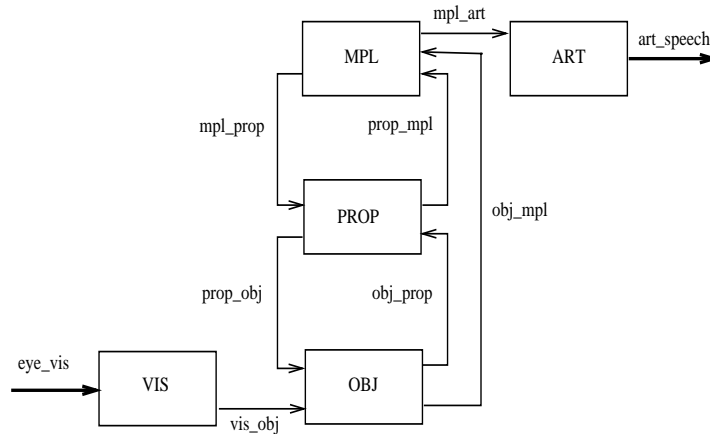 mpl_art
art_speech
MPL
ART
mpl_prop
prop_mpl
PROP
obj_mpl
prop_obj
obj_prop
eye_vis
VIS
OBJ
vis_obj